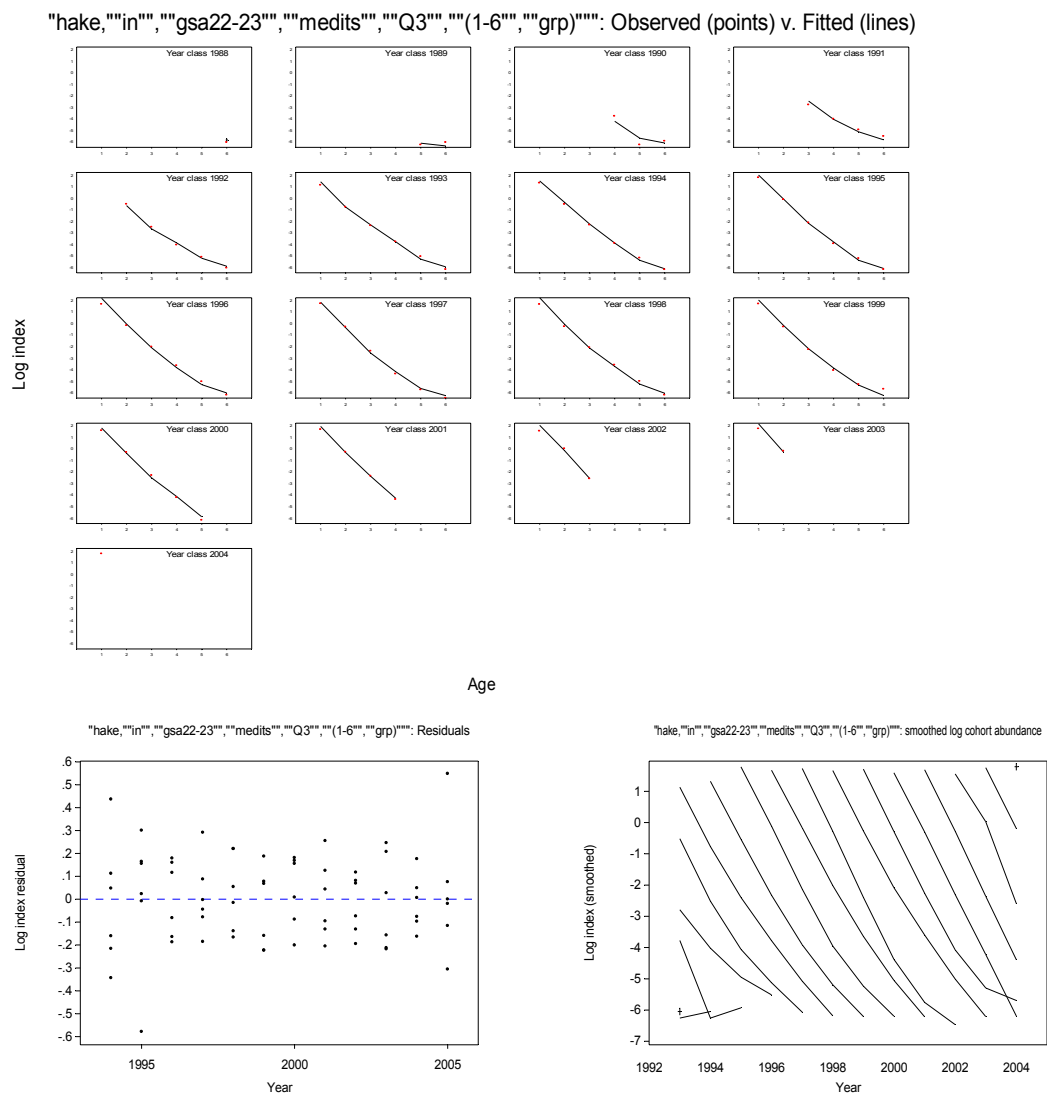 "hake,""in"",""gsa22-23"",""medits"",""Q3"",""(1-6"",""grp)""": Observed (points) v. Fitted (lines)
Year class 1988
Year class 1989
Year class 1990
Year class 1991
Year class 1992
Year class 1993
Year class 1994
Year class 1995
Year class 1996
Year class 1997
Year class 1998
Year class 1999
Year class 2000
Year class 2001
Year class 2002
Year class 2003
Year class 2004
Log index
Age
"hake,""in"",""gsa22-23"",""medits"",""Q3"",""(1-6"",""grp)""": Residuals
.6
.5
.4
.3
.2
.1
0
-.1
-.2
-.3
-.4
-.5
-.6
Log index residual
1995 2000 2005
Year
"hake,""in"",""gsa22-23"",""medits"",""Q3"",""(1-6"",""grp)""": smoothed log cohort abundance
1
0
-1
-2
-3
-4
-5
-6
-7
Log index (smoothed)
1992 1994 1996 1998 2000 2002 2004
Year